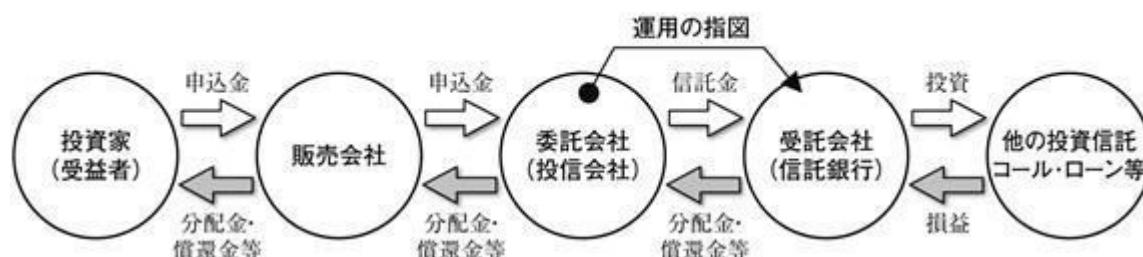 運用の指図
申込金
申込金
信託金
投資
投資家
(受益者)
販売会社
委託会社
(投信会社)
受託会社
(信託銀行)
他の投資信託
コール・ローン等
分配金・
償還金等
分配金・
償還金等
分配金・
償還金等
損益